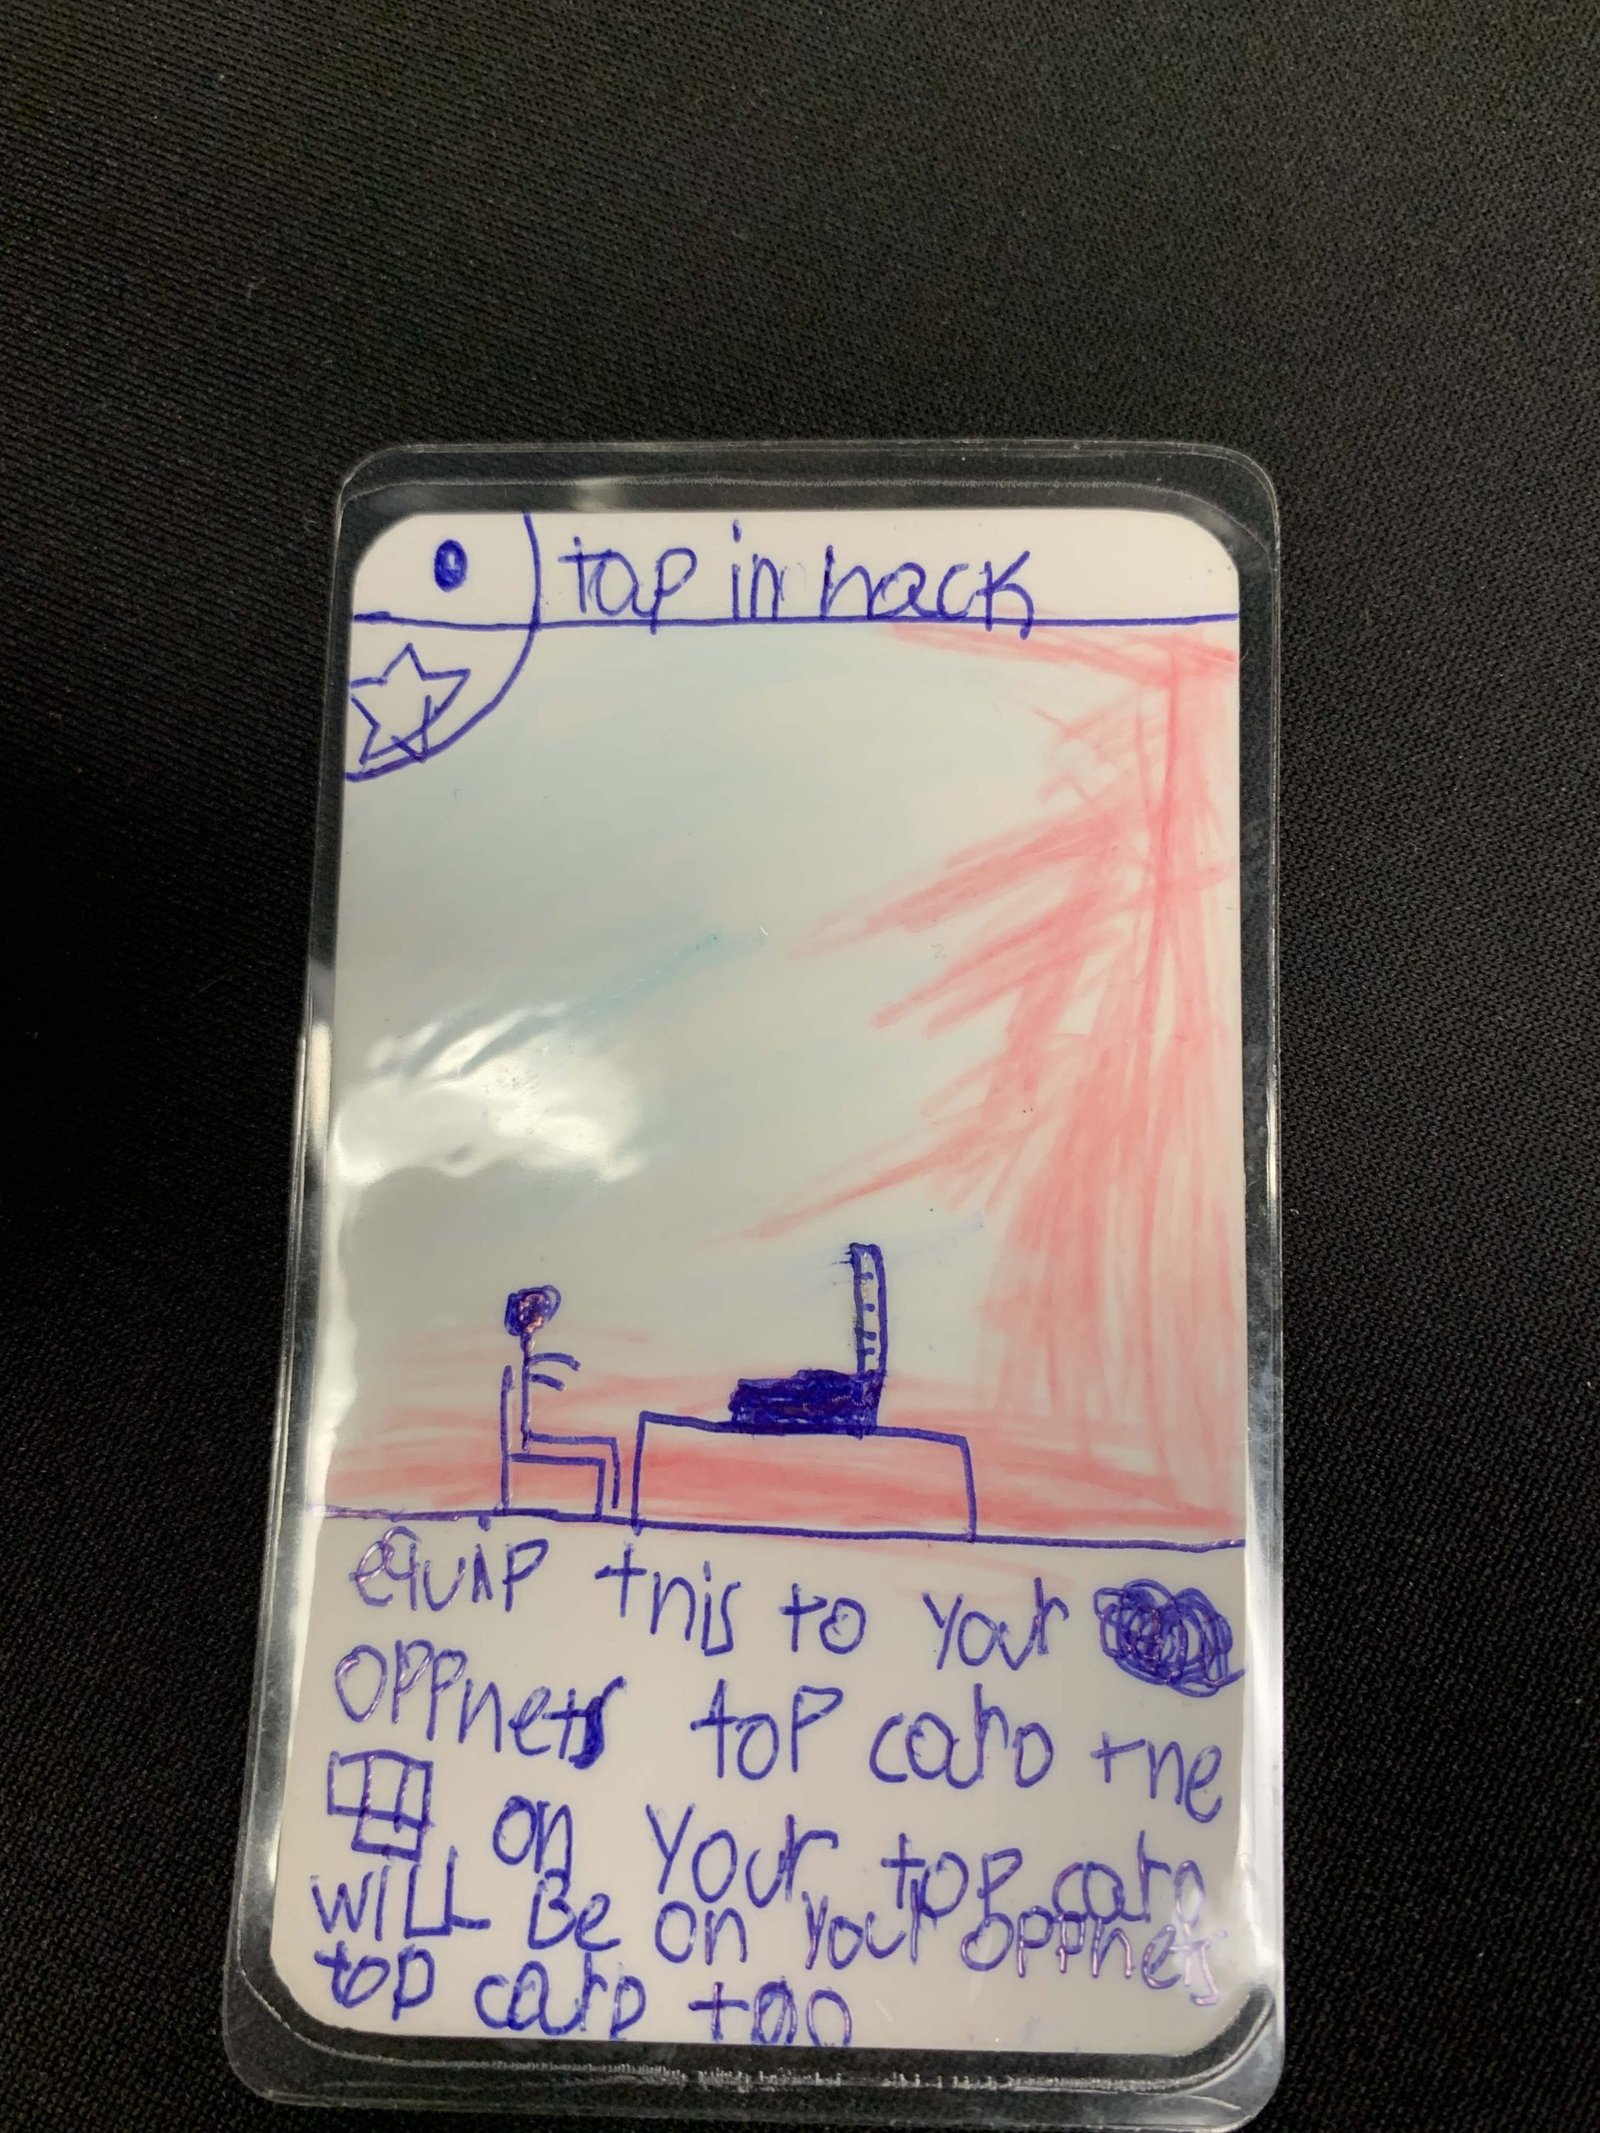 tap in hack
equip this to your
oppnets top card the
on your top card
will Be on your oppnets
top card too